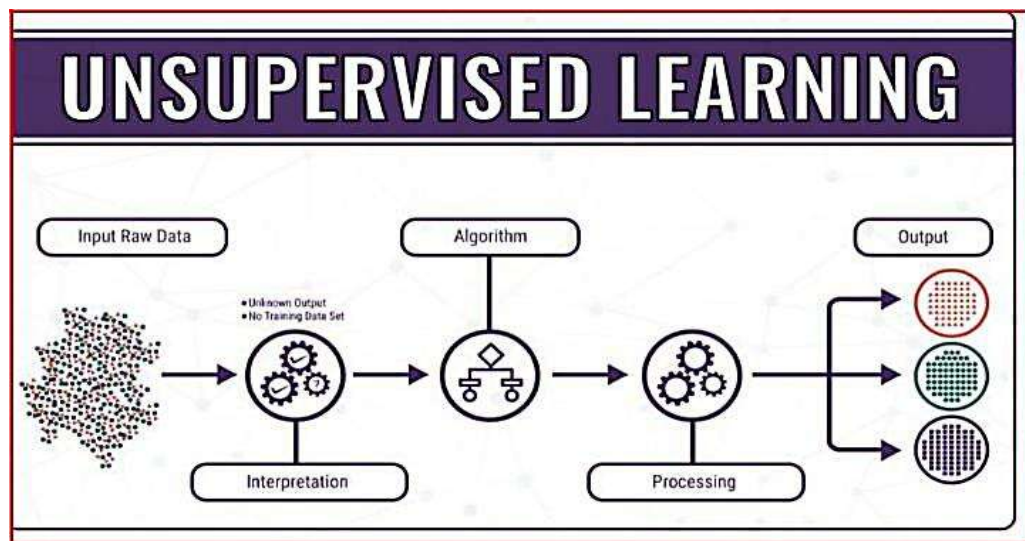 UNSUPERVISED LEARNING
Input Raw Data
Algorithm
Output
• Unknown Output
• No Training Data Set
?
Interpretation
Processing